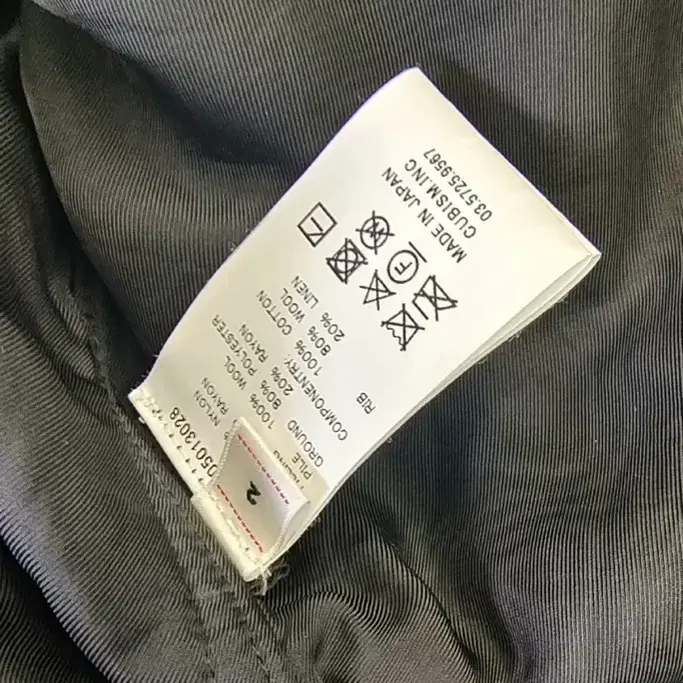 05013028
2
NYLON
RAYON
PILE 100% WOOL
GROUND 80% POLYESTER
20% RAYON
COMPONENTRY: 100% COTTON
RIB 80% WOOL
20% LINEN
F
MADE IN JAPAN
CUBISM.INC
03.5725.9567